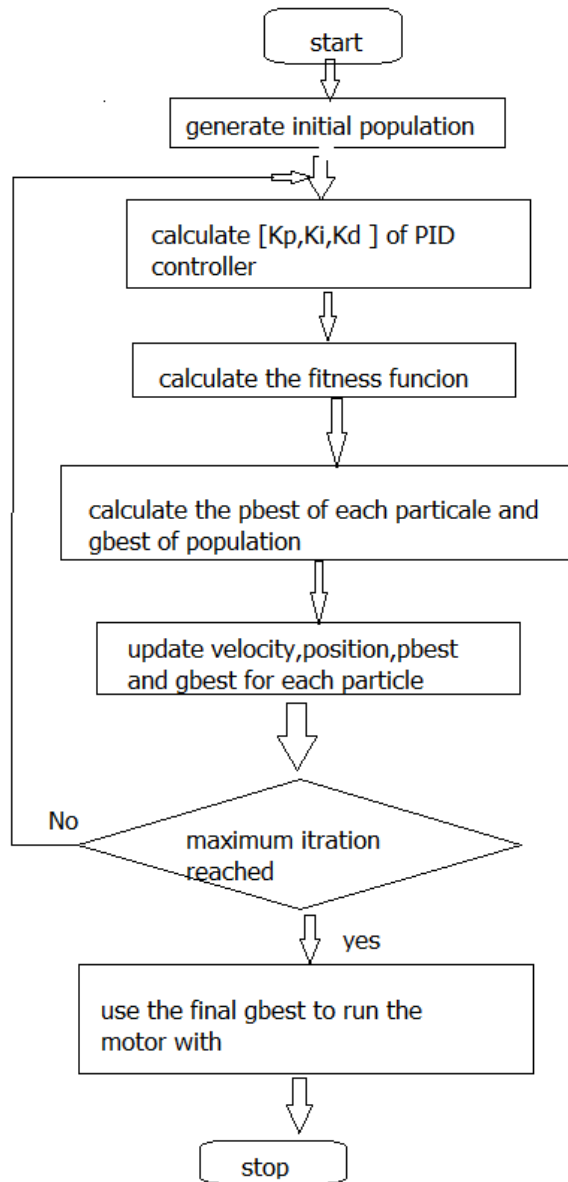 start
generate initial population
calculate [Kp,Ki,Kd ] of PID
controller
calculate the fitness funcion
calculate the pbest of each particale and
gbest of population
update velocity,position,pbest
and gbest for each particle
No
maximum itration
reached
yes
use the final gbest to run the
motor with
stop